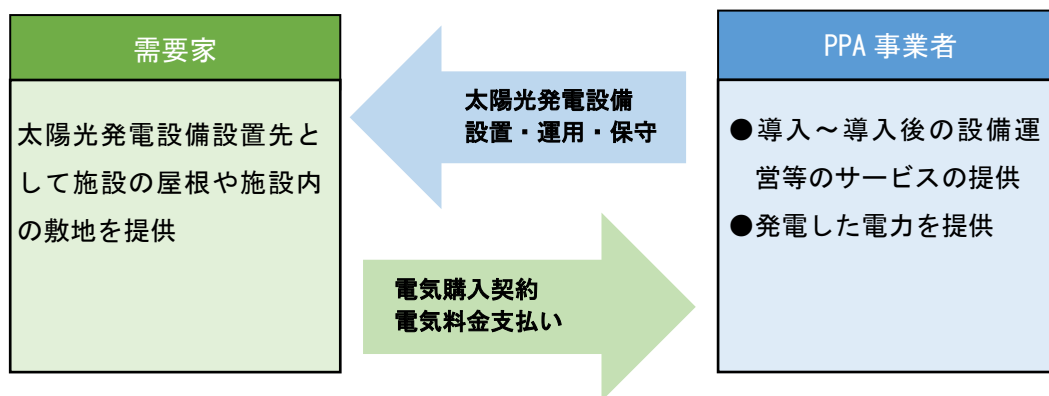 需要家
太陽光発電設備設置先と
して施設の屋根や施設内
の敷地を提供
太陽光発電設備
設置・運用・保守
電気購入契約
電気料金支払い
PPA 事業者
●導入～導入後の設備運
営等のサービスの提供
●発電した電力を提供